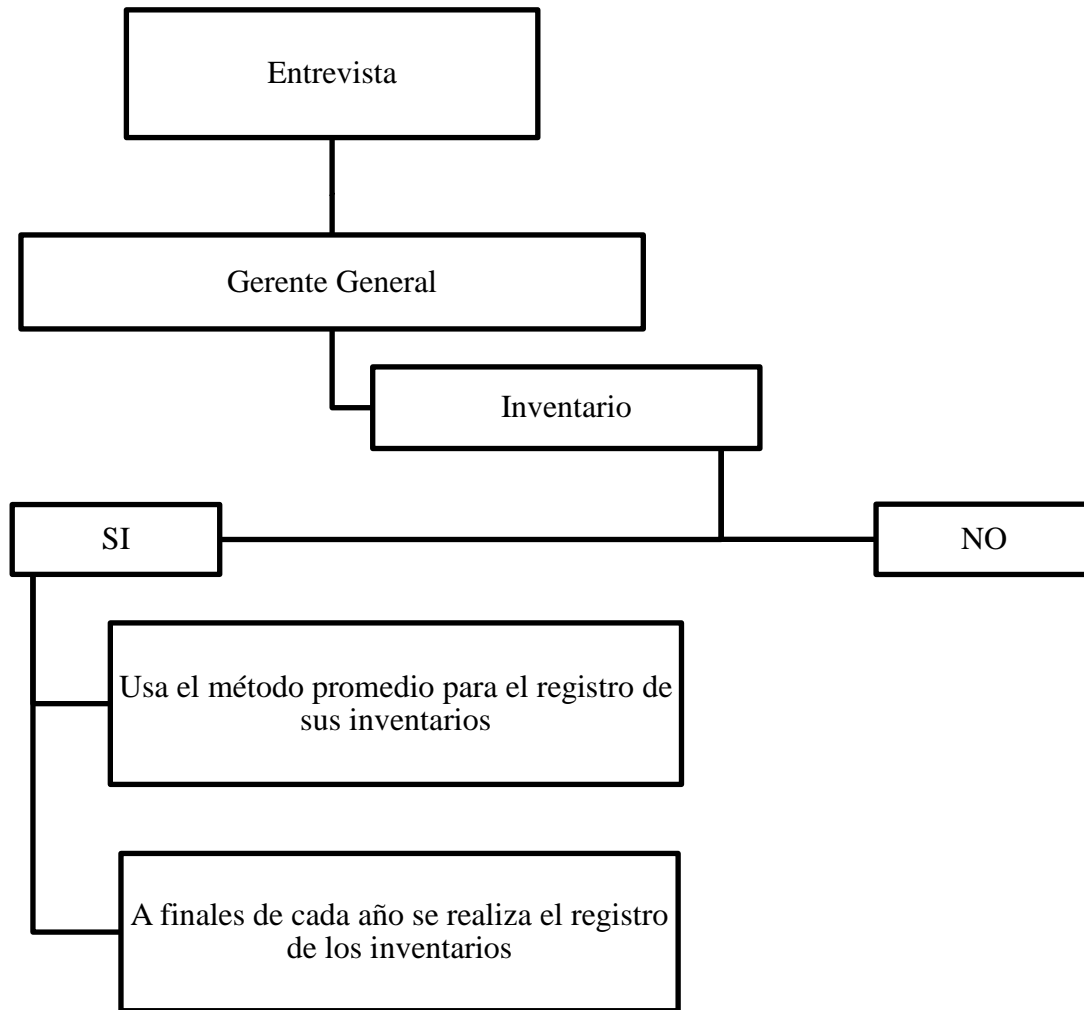 Entrevista
Gerente General
Inventario
SI
NO
Usa el método promedio para el registro de
sus inventarios
A finales de cada año se realiza el registro
de los inventarios